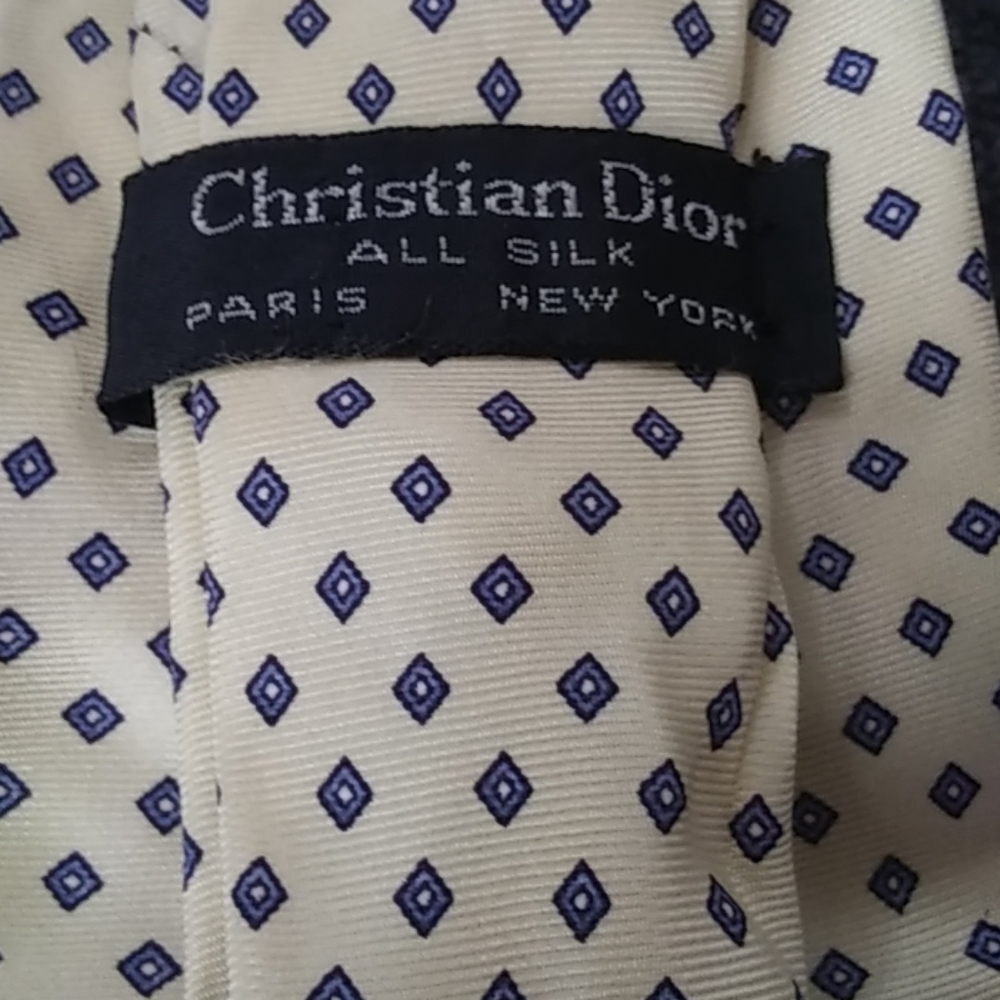 Christian Dior
ALL SILK
PARIS NEW YORK